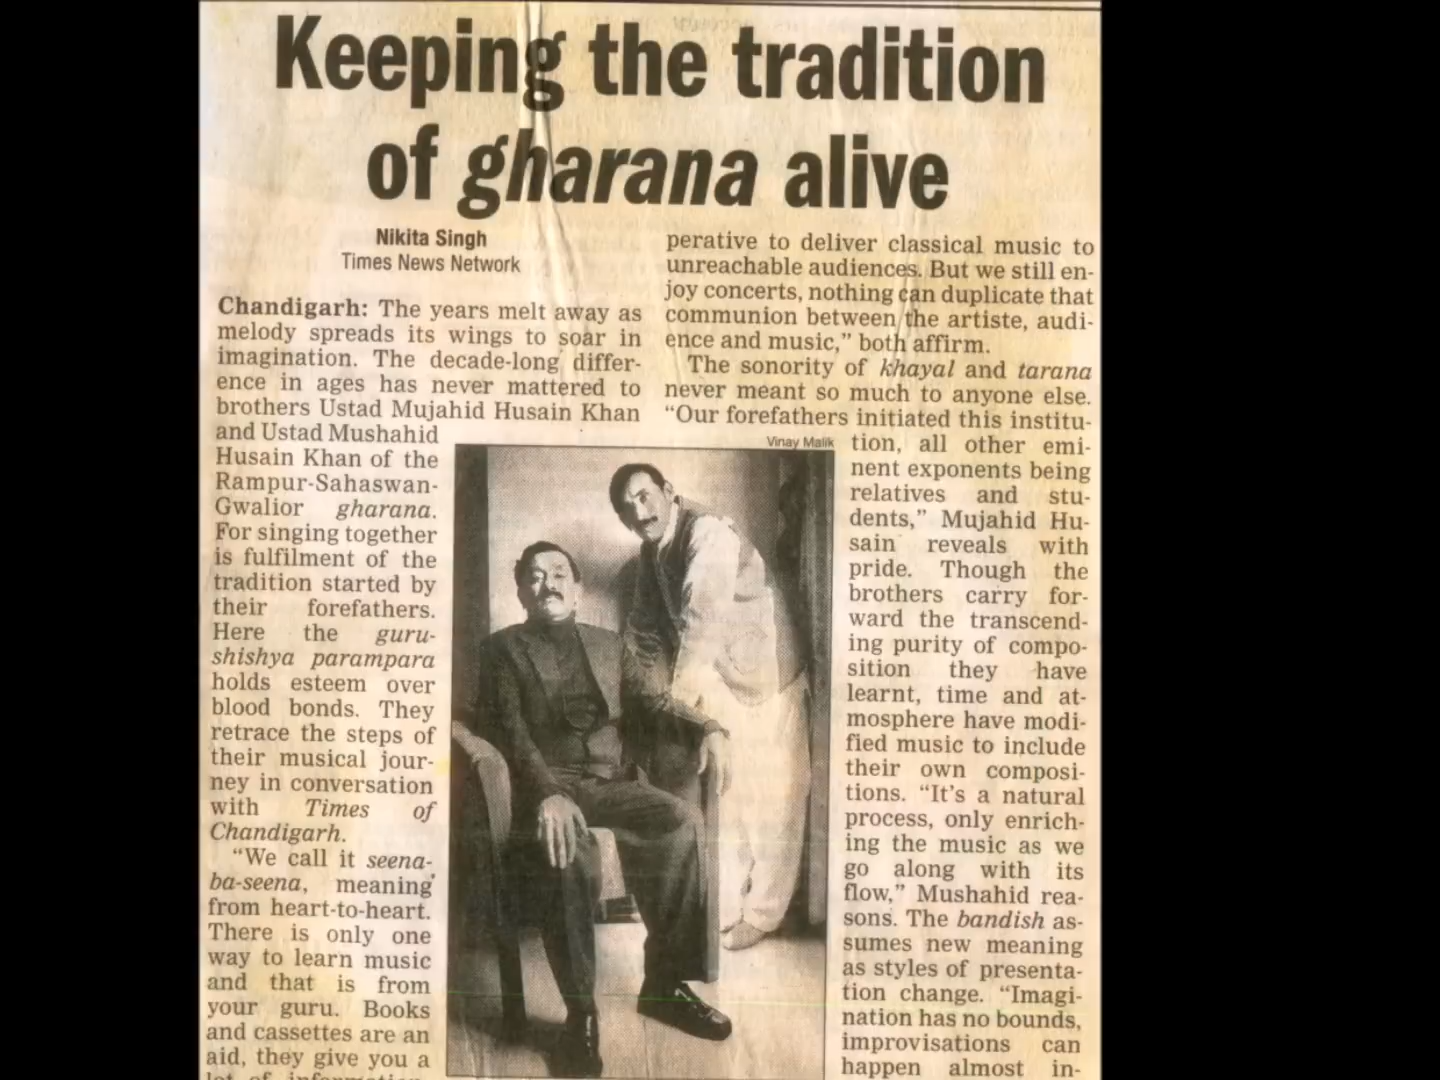 Keeping the tradition
of gharana alive
Nikita Singh
Times News Network
Chandigarh: The years melt away as
melody spreads its wings to soar in
imagination. The decade-long differ-
ence in ages has never mattered to
brothers Ustad Mujahid Husain Khan
and Ustad Mushahid
Husain Khan of the
Rampur-Sahaswan-
Gwalior gharana.
For singing together
is fulfilment of the
tradition started by
their forefathers.
Here the guru-
shishya parampara
holds esteem over
blood bonds. They
retrace the steps of
their musical jour-
ney in conversation
with Times of
Chandigarh.
“We call it seena-
ba-seena, meaning
from heart-to-heart.
There is only one
way to learn music
and that is from
your guru. Books
and cassettes are an
aid, they give you a
lot of information
perative to deliver classical music to
unreachable audiences. But we still en-
joy concerts, nothing can duplicate that
communion between the artiste, audi-
ence and music,” both affirm.
The sonority of khayal and tarana
never meant so much to anyone else.
“Our forefathers initiated this institu-
Vinay Malik
tion, all other emi-
nent exponents being
relatives and stu-
dents,” Mujahid Hu-
sain reveals with
pride. Though the
brothers carry for-
ward the transcend-
ing purity of compo-
sition they have
learnt, time and at-
mosphere have modi-
fied music to include
their own composi-
tions. “It’s a natural
process, only enrich-
ing the music as we
go along with its
flow,” Mushahid rea-
sons. The bandish as-
sumes new meaning
as styles of presenta-
tion change. “Imagi-
nation has no bounds,
improvisations can
happen almost in-